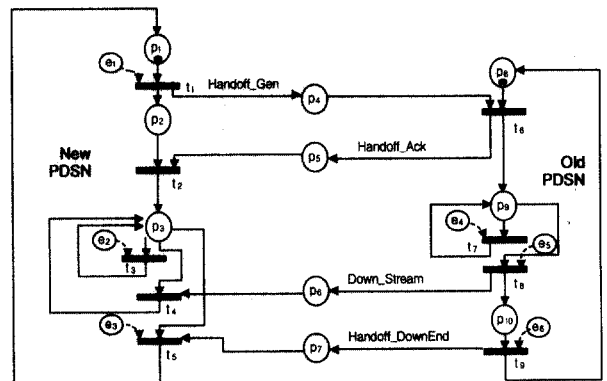 p1
e1
t1
Handoff_Gen
p4
p8
t6
p2
New
PDSN
t2
p5
Handoff_Ack
Old
PDSN
p3
e2
t3
p9
e4
t7
e5
t8
Down_Stream
p6
t4
e3
t5
p7
Handoff_DownEnd
p10
e6
t9